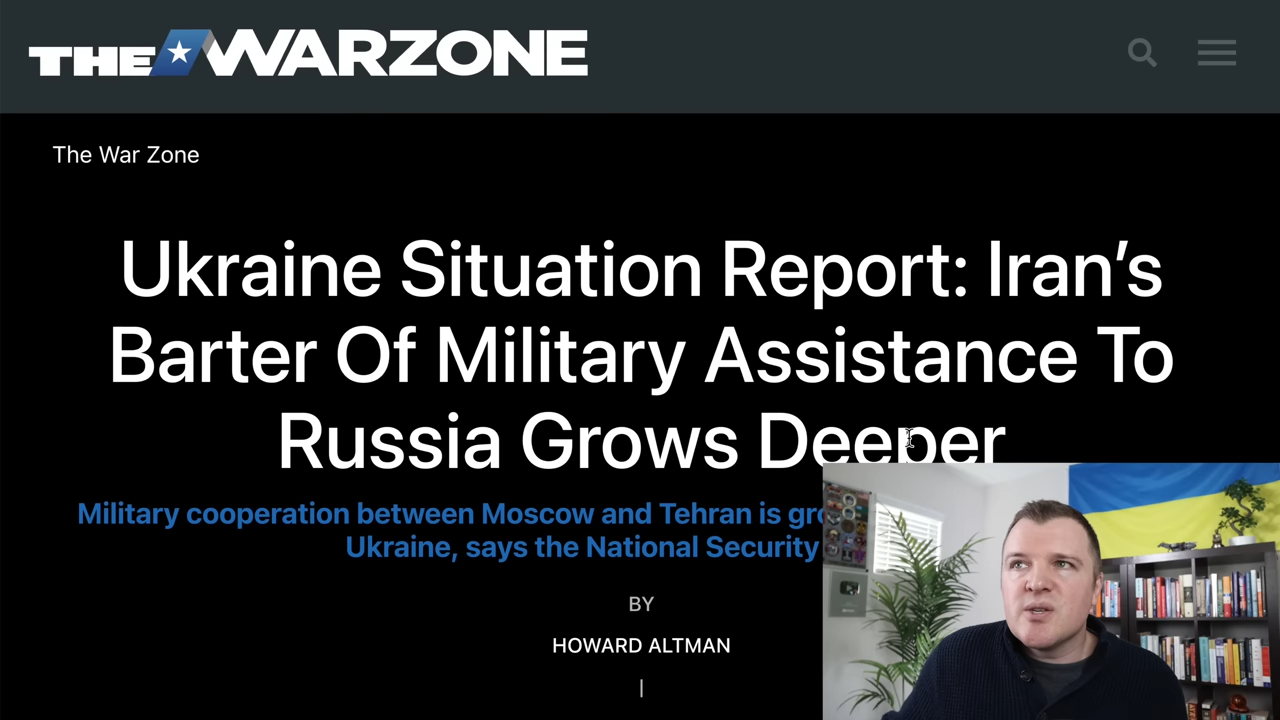 THE WARZONE
The War Zone
Ukraine Situation Report: Iran’s
Barter Of Military Assistance To
Russia Grows Deeper
Military cooperation between Moscow and Tehran is
Ukraine, says the National Security
BY
HOWARD ALTMAN
|